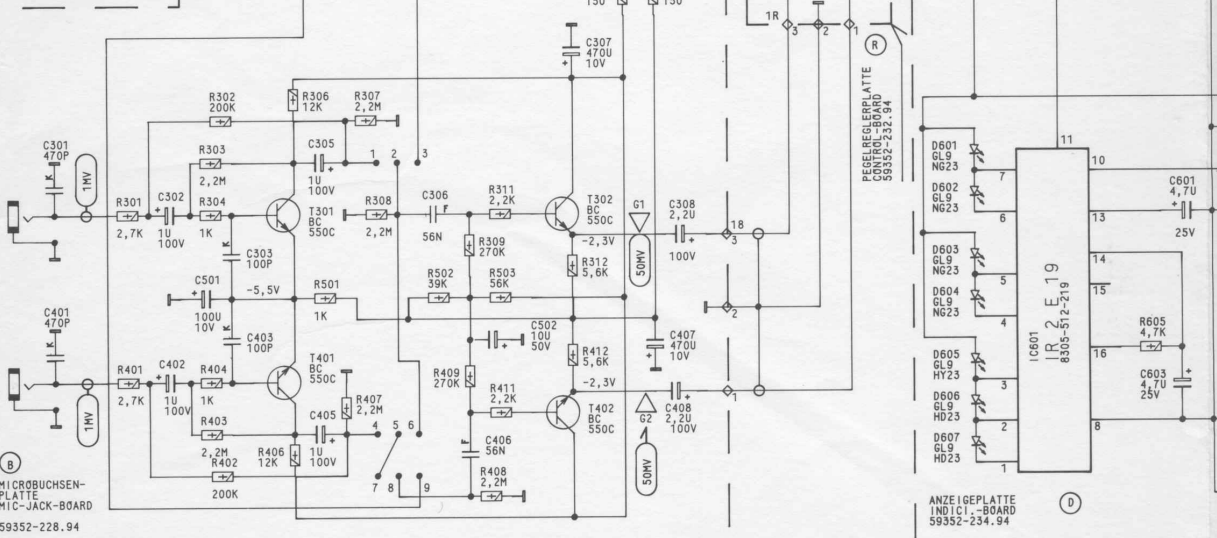 150
150
1R
3
2
1
R
PEGELREGLERPLATTE
CONTROL-BOARD
59352-232.94
C307
470U
10V
R306
12K
R302
200K
R307
2,2M
C301
470P
K
1MV
R303
2,2M
C305
1U
100V
1
2
3
R301
2,7K
C302
1U
100V
R304
1K
T301
BC
550C
R308
2,2M
C306
F
56N
R311
2,2K
T302
BC
550C
G1
50MV
C308
2,2U
100V
18
3
-2,3V
K
C303
100P
R309
270K
R312
5,6K
C501
100U
10V
-5,5V
R501
1K
R502
39K
R503
56K
2
C401
470P
K
K
C403
100P
C502
10U
50V
C407
470U
10V
R412
5,6K
R401
2,7K
C402
1U
100V
R404
1K
T401
BC
550C
R407
2,2M
R409
270K
R411
2,2K
-2,3V
T402
BC
550C
G2
50MV
C408
2,2U
100V
1
1MV
R403
2,2M
R406
12K
C405
1U
100V
4
5
6
F
C406
56N
R402
200K
7
8
9
R408
2,2M
B
MICROBUCHSEN-
PLATTE
MIC-JACK-BOARD
59352-228.94
D601
GL9
NG23
D602
GL9
NG23
D603
GL9
NG23
D604
GL9
NG23
D605
GL9
HY23
D606
GL9
HD23
D607
GL9
HD23
7
6
5
4
3
2
1
11
10
13
14
15
16
8
IC601
IR 2 E 19
8305-512-219
C601
4,7U
25V
R605
4,7K
C603
4,7U
25V
ANZEIGEPLATTE
INDICI.-BOARD
59352-234.94
D